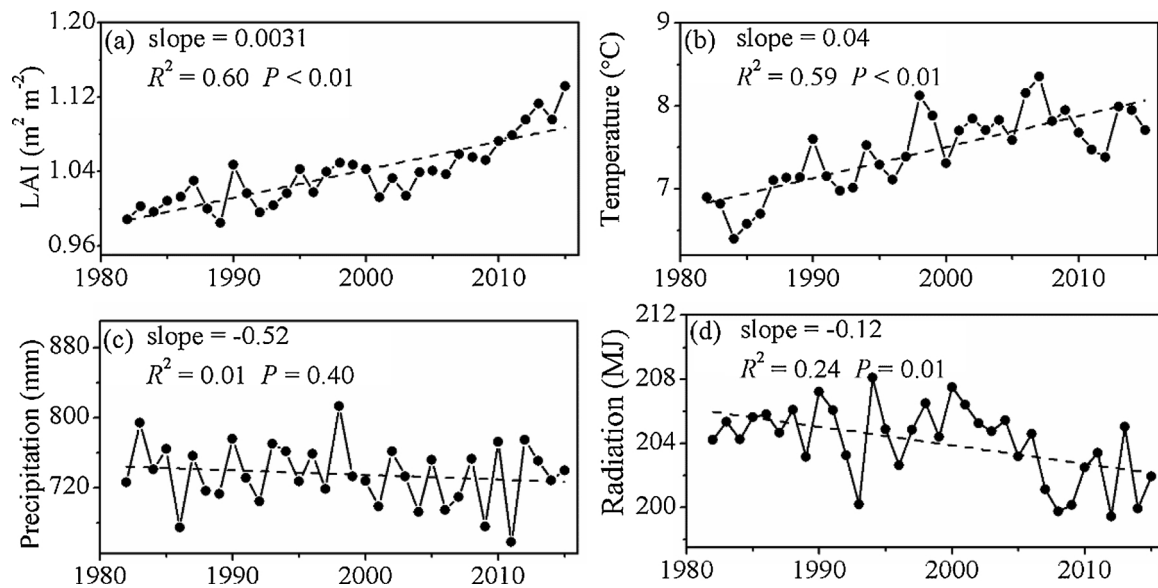 1.20
(a) slope = 0.0031
R² = 0.60 P < 0.01
1.12
1.04
0.96
LAI (m² m⁻²)
1980 1990 2000 2010
9
(b) slope = 0.04
R² = 0.59 P < 0.01
8
7
Temperature (°C)
1980 1990 2000 2010
(c) slope = -0.52
880
R² = 0.01 P = 0.40
800
720
Precipitation (mm)
1980 1990 2000 2010
212
(d) slope = -0.12
R² = 0.24 P = 0.01
208
204
200
Radiation (MJ)
1980 1990 2000 2010